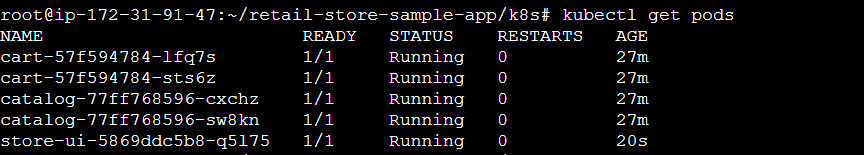 root@ip-172-31-91-47:~/retail-store-sample-app/k8s# kubectl get pods
NAME READY STATUS RESTARTS AGE
cart-57f594784-lfq7s 1/1 Running 0 27m
cart-57f594784-sts6z 1/1 Running 0 27m
catalog-77ff768596-cxchz 1/1 Running 0 27m
catalog-77ff768596-sw8kn 1/1 Running 0 27m
store-ui-5869ddc5b8-q5l75 1/1 Running 0 20s